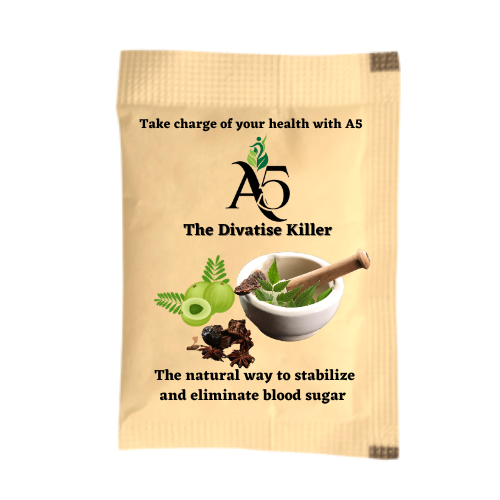 Take charge of your health with A5
A5
The Divatise Killer
The natural way to stabilize
and eliminate blood sugar